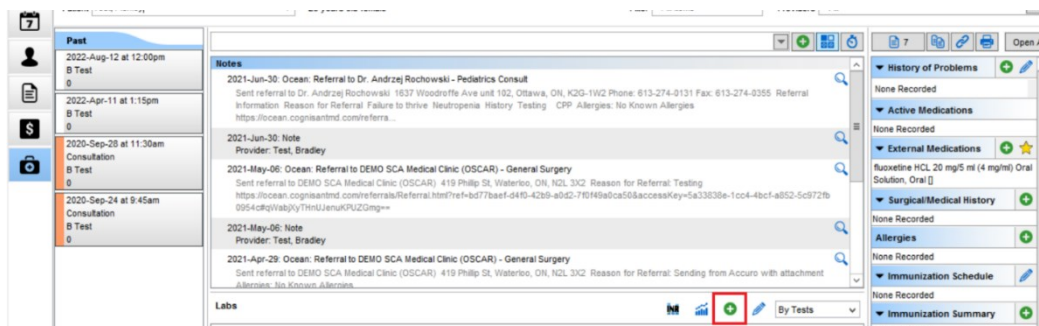 7
Past
2022-Aug-12 at 12:00pm
B Test
0
2022-Apr-11 at 1:15pm
B Test
0
2020-Sep-28 at 11:30am
Consultation
B Test
0
2020-Sep-24 at 9:45am
Consultation
B Test
0
Notes
2021-Jun-30: Ocean: Referral to Dr. Andrzej Rochowski - Pediatrics Consult
Sent referral to Dr. Andrzej Rochowski 1637 Woodroffe Ave unit 102, Ottawa, ON, K2G-1W2 Phone: 613-274-0131 Fax: 613-274-0355 Referral
Information Reason for Referral Failure to thrive Neutropenia History Testing CPP Allergies: No Known Allergies
https://ocean.cognisantmd.com/referra...
2021-Jun-30: Note
Provider: Test, Bradley
2021-May-06: Ocean: Referral to DEMO SCA Medical Clinic (OSCAR) - General Surgery
Sent referral to DEMO SCA Medical Clinic (OSCAR) 419 Philip St, Waterloo, ON, N2L 3X2 Reason for Referral: Testing
https://ocean.cognisantmd.com/referrals/Referral.html?ref=bd77baef-d4f0-42b9-a0d2-7f0f49a0ca50&accessKey=5a33838e-1cc4-4bcf-a852-5c972fb
0954c#qWabjXyTHnUJenuKPUZGmg==
2021-May-06: Note
Provider: Test, Bradley
2021-Apr-29: Ocean: Referral to DEMO SCA Medical Clinic (OSCAR) - General Surgery
Sent referral to DEMO SCA Medical Clinic (OSCAR) 419 Philip St, Waterloo, ON, N2L 3X2 Reason for Referral: Sending from Accuro with attachment
Allergies: No Known Allergies
Labs
By Tests
7
Open
History of Problems
None Recorded
Active Medications
None Recorded
External Medications
fluoxetine HCL 20 mg/5 ml (4 mg/ml) Oral
Solution, Oral []
Surgical/Medical History
None Recorded
Allergies
None Recorded
Immunization Schedule
None Recorded
Immunization Summary